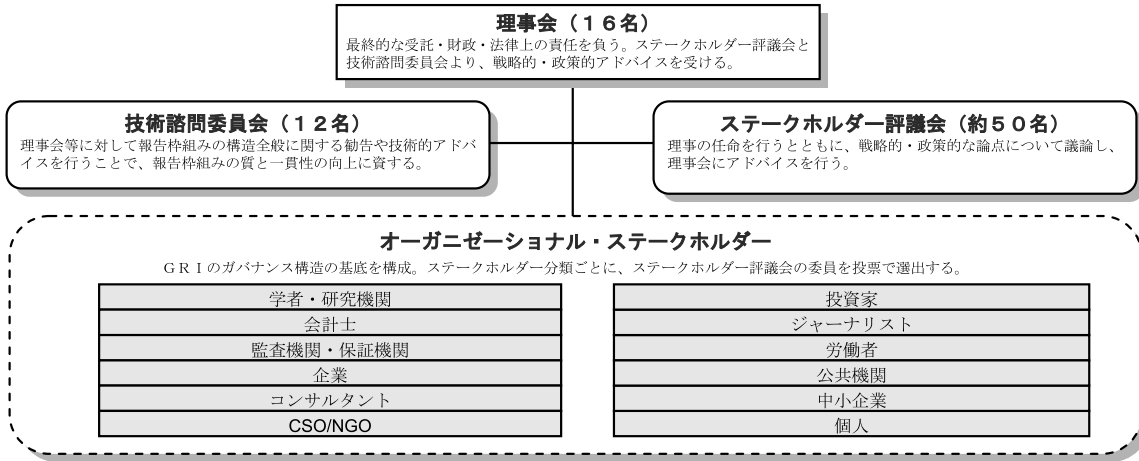 理事会（１６名）
最終的な受託・財政・法律上の責任を負う。ステークホルダー評議会と
技術諮問委員会より、戦略的・政策的アドバイスを受ける。
技術諮問委員会（１２名）
理事会等に対して報告枠組みの構造全般に関する勧告や技術的アドバ
イスを行うことで、報告枠組みの質と一貫性の向上に資する。
ステークホルダー評議会（約５０名）
理事の任命を行うとともに、戦略的・政策的な論点について議論し、
理事会にアドバイスを行う。
オーガニゼーショナル・ステークホルダー
ＧＲＩのガバナンス構造の基底を構成。ステークホルダー分類ごとに、ステークホルダー評議会の委員を投票で選出する。
学者・研究機関
会計士
監査機関・保証機関
企業
コンサルタント
CSO/NGO
投資家
ジャーナリスト
労働者
公共機関
中小企業
個人